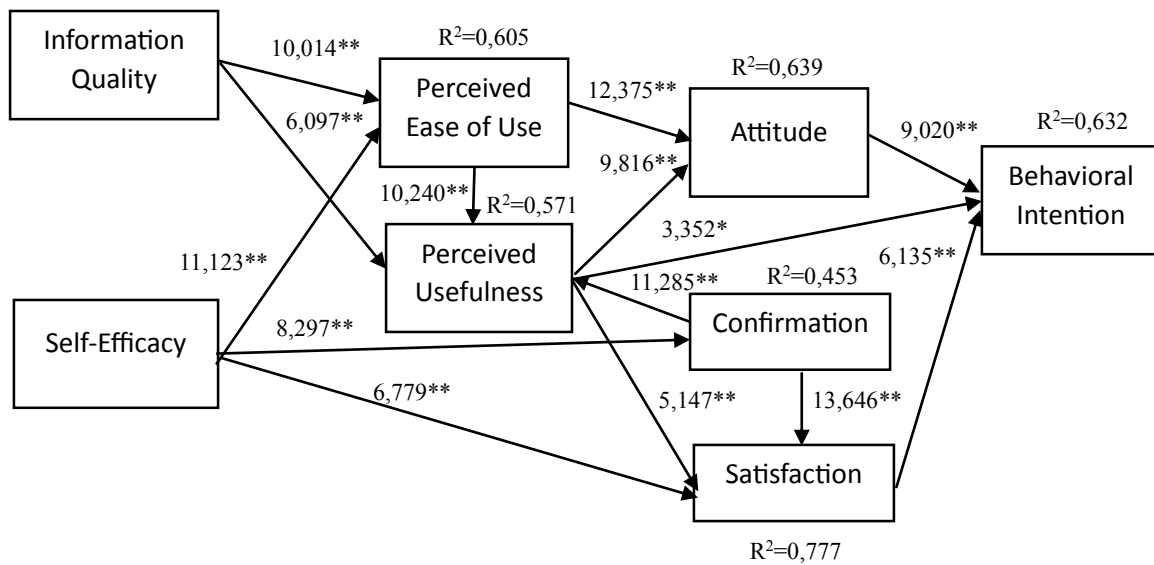 Information
Quality
10,014**
R²=0,605
Perceived
Ease of Use
6,097**
12,375**
R²=0,639
Attitude
9,816**
9,020**
R²=0,632
Behavioral
Intention
10,240**
R²=0,571
Perceived
Usefulness
3,352*
11,123**
11,285**
R²=0,453
Confirmation
6,135**
Self-Efficacy
8,297**
6,779**
5,147**
13,646**
Satisfaction
R²=0,777